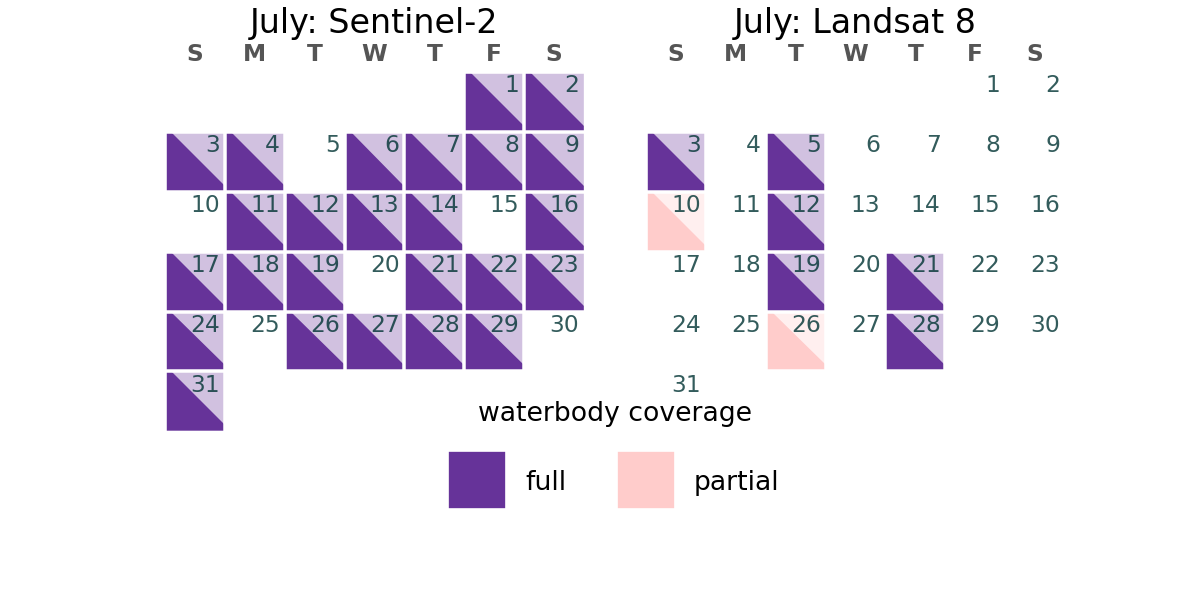 July: Sentinel-2
S M T W T F S
1 2
3 4 5 6 7 8 9
10 11 12 13 14 15 16
17 18 19 20 21 22 23
24 25 26 27 28 29 30
31
July: Landsat 8
S M T W T F S
1 2
3 4 5 6 7 8 9
10 11 12 13 14 15 16
17 18 19 20 21 22 23
24 25 26 27 28 29 30
31
waterbody coverage
full partial